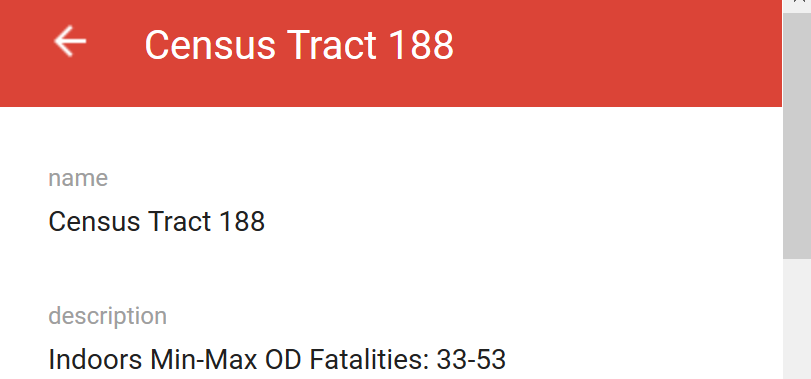 Census Tract 188
name
Census Tract 188
description
Indoors Min-Max OD Fatalities: 33-53